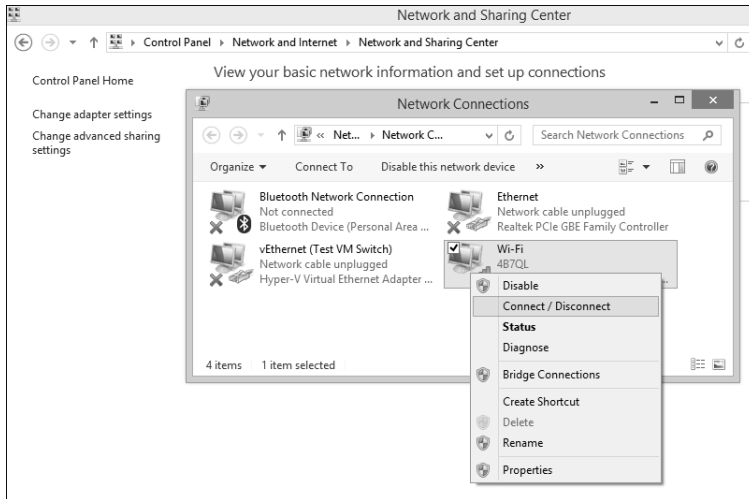 Network and Sharing Center
Control Panel Network and Internet Network and Sharing Center
Control Panel Home
View your basic network information and set up connections
Change adapter settings
Change advanced sharing
settings
Network Connections
« Net... Network C...
Search Network Connections
Organize
Connect To
Disable this network device
»
Bluetooth Network Connection
Not connected
Bluetooth Device (Personal Area ...
Ethernet
Network cable unplugged
Realtek PCIe GBE Family Controller
vEthernet (Test VM Switch)
Network cable unplugged
Hyper-V Virtual Ethernet Adapter ...
Wi-Fi
4B7QL
Disable
Connect / Disconnect
Status
Diagnose
Bridge Connections
Create Shortcut
Delete
Rename
Properties
4 items
1 item selected